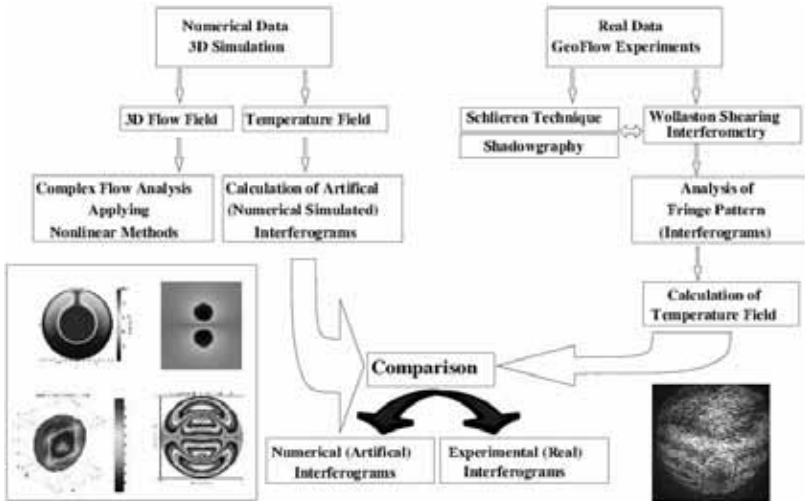 Numerical Data
3D Simulation
Real Data
GeoFlow Experiments
3D Flow Field
Temperature Field
Schlieren Technique
Shadowgraphy
Wollaston Shearing
Interferometry
Complex Flow Analysis
Applying
Nonlinear Methods
Calculation of Artifical
(Numerical Simulated)
Interferograms
Analysis of
Fringe Pattern
(Interferograms)
Calculation of
Temperature Field
Comparison
Numerical (Artifical)
Interferograms
Experimental (Real)
Interferograms